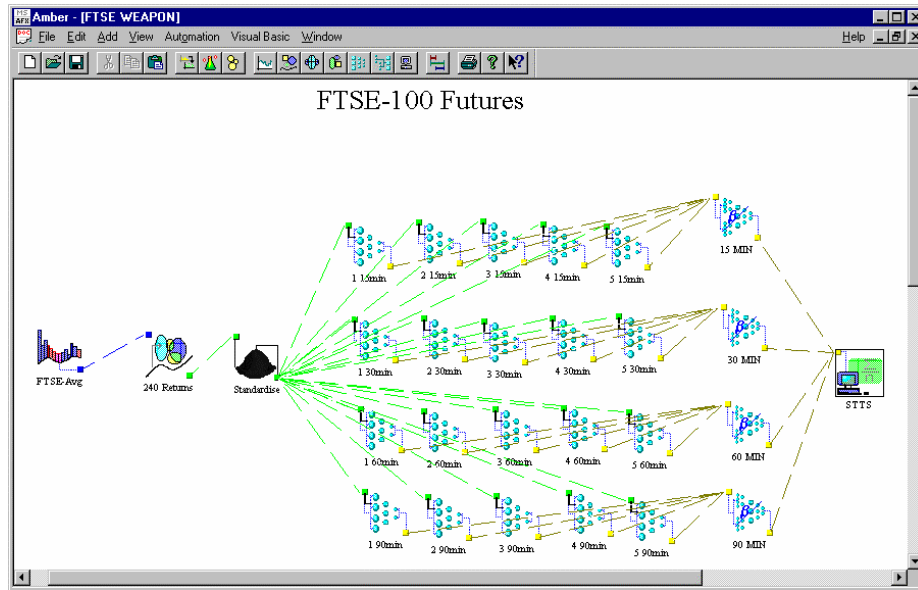 MS
AFX
Amber - [FTSE WEAPON]
DOC
File Edit Add View Automation Visual Basic Window Help
FTSE-100 Futures
1 15min 2 15min 3 15min 4 15min 5 15min 15 MIN
FTSE-Avg 240 Returns Standardise
1 30min 2 30min 3 30min 4 30min 5 30min 30 MIN
STTS
1 60min 2 60min 3 60min 4 60min 5 60min 60 MIN
1 90min 2 90min 3 90min 4 90min 5 90min 90 MIN